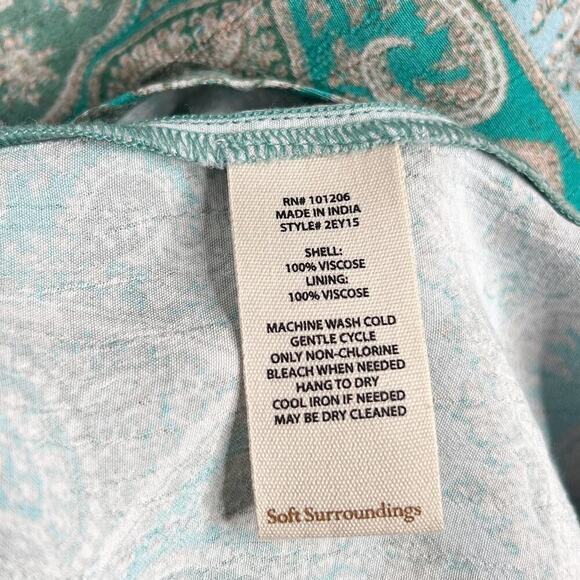 RN# 101206
MADE IN INDIA
STYLE# 2EY15
SHELL:
100% VISCOSE
LINING:
100% VISCOSE
MACHINE WASH COLD
GENTLE CYCLE
ONLY NON-CHLORINE
BLEACH WHEN NEEDED
HANG TO DRY
COOL IRON IF NEEDED
MAY BE DRY CLEANED
Soft Surroundings